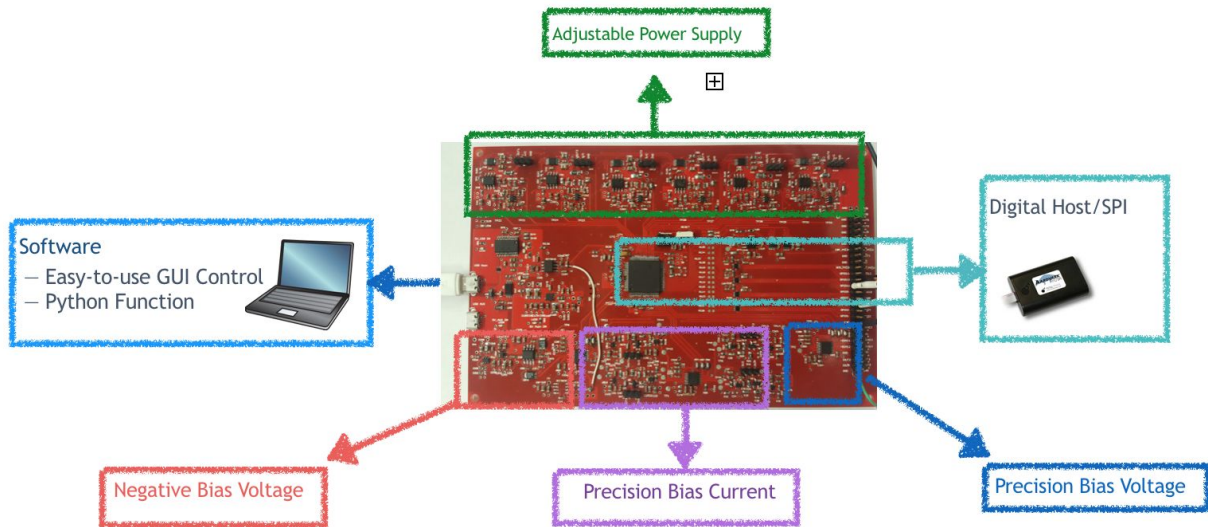 Adjustable Power Supply
Digital Host/SPI
Software
– Easy-to-use GUI Control
– Python Function
Negative Bias Voltage
Precision Bias Current
Precision Bias Voltage